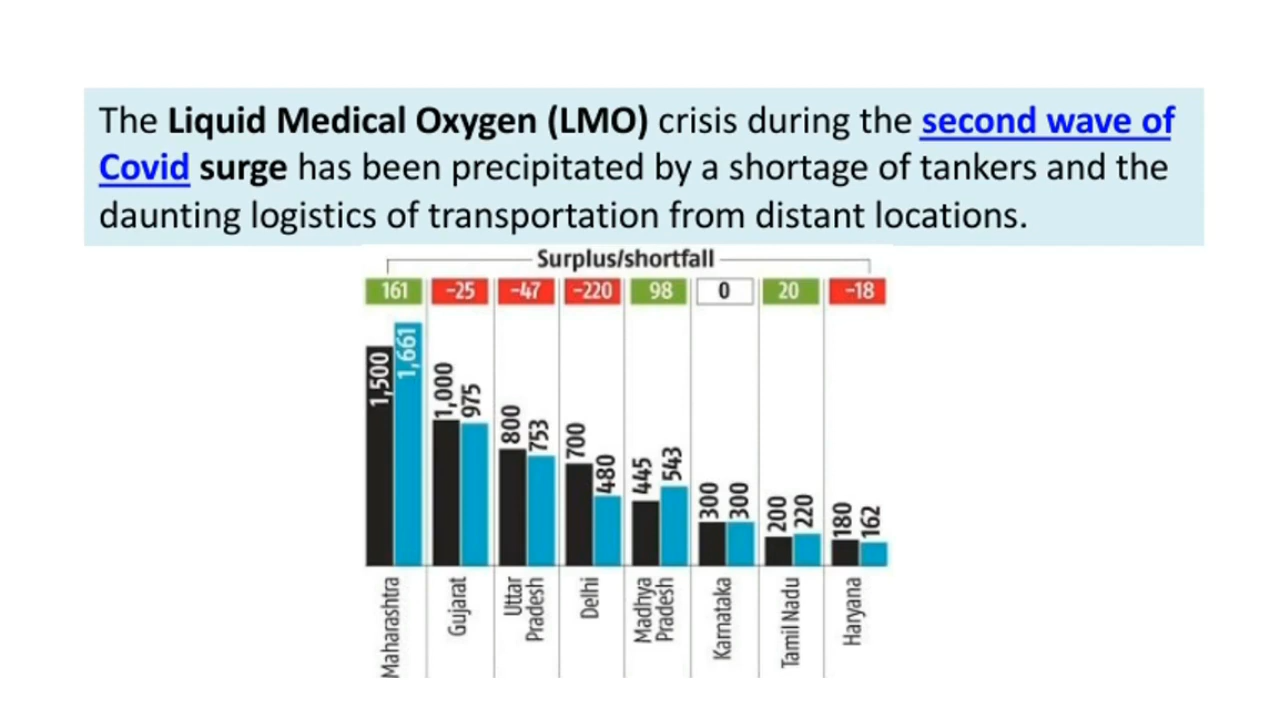 The Liquid Medical Oxygen (LMO) crisis during the second wave of
Covid surge has been precipitated by a shortage of tankers and the
daunting logistics of transportation from distant locations.
Surplus/shortfall
161 -25 -47 -220 98 0 20 -18
1,500 1,661 1,000 975 800 753 700 480 445 543 300 300 200 220 180 162
Maharashtra
Gujarat
Uttar
Pradesh
Delhi
Madhya
Pradesh
Karnataka
Tamil Nadu
Haryana